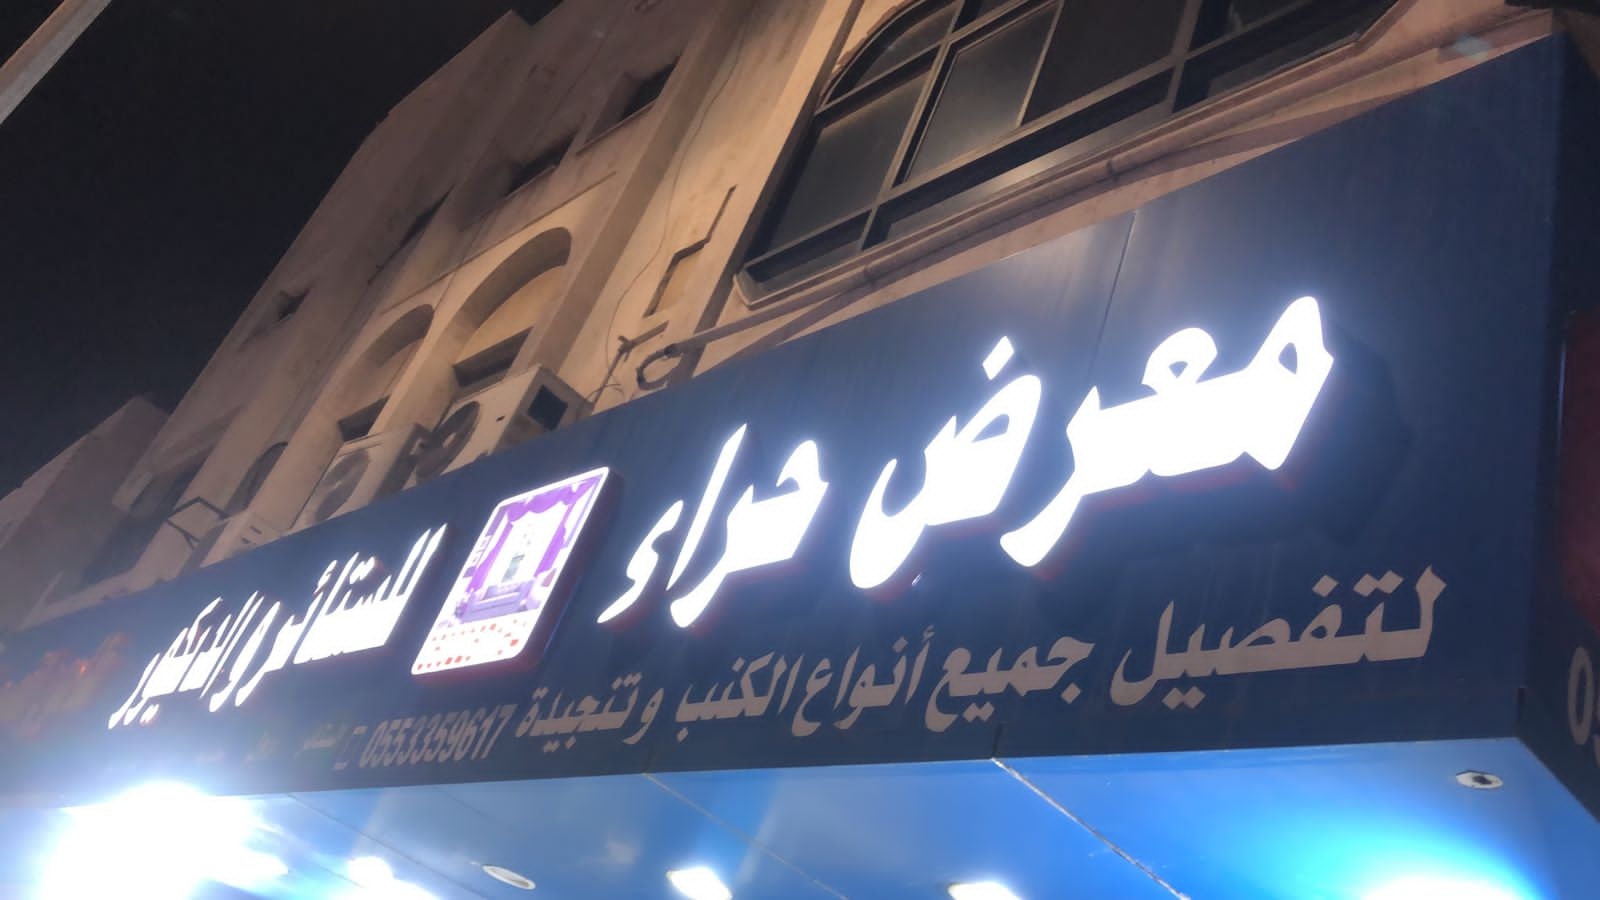 معرض حراء للستائر والديكور
لتفصيل جميع أنواع الكنب وتنجيدة 0553359617